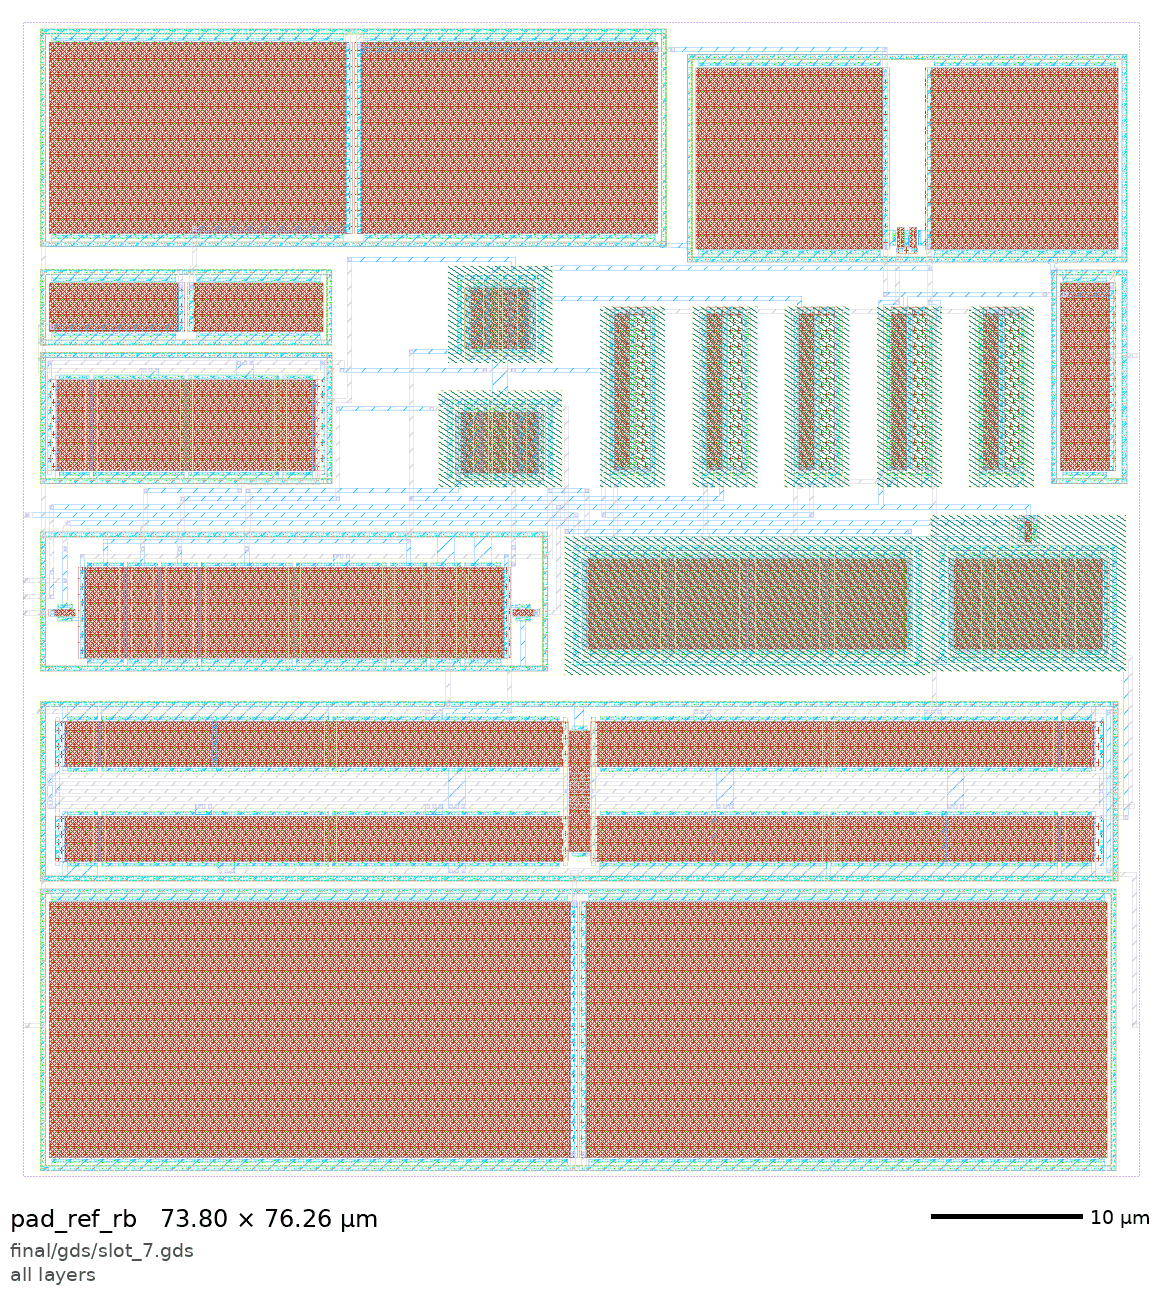 pad_ref_rb   73.80 × 76.26 µm
10 µm
final/gds/slot_7.gds
all layers